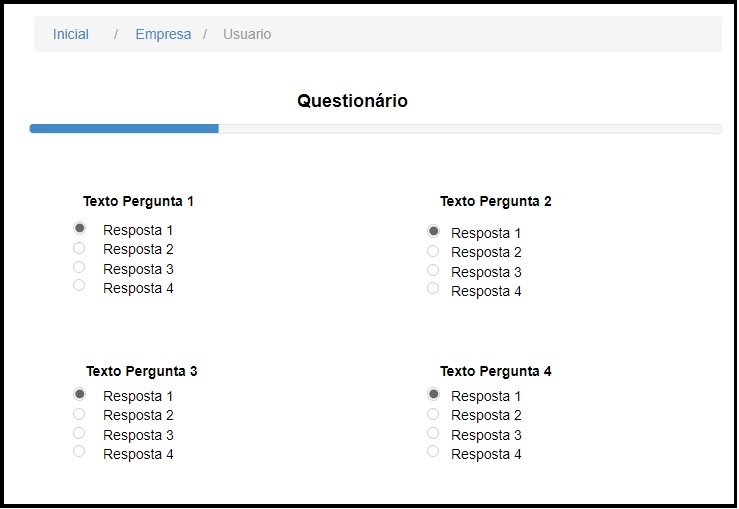 Inicial / Empresa / Usuario
Questionário
Texto Pergunta 1
Resposta 1
Resposta 2
Resposta 3
Resposta 4
Texto Pergunta 2
Resposta 1
Resposta 2
Resposta 3
Resposta 4
Texto Pergunta 3
Resposta 1
Resposta 2
Resposta 3
Resposta 4
Texto Pergunta 4
Resposta 1
Resposta 2
Resposta 3
Resposta 4